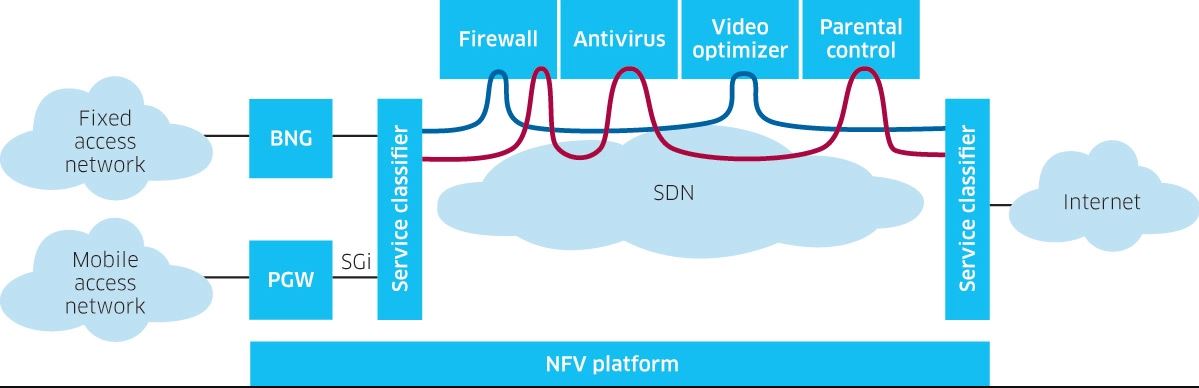 Firewall
Antivirus
Video
optimizer
Parental
control
Fixed
access
network
BNG
Service classifier
SDN
Service classifier
Internet
Mobile
access
network
PGW
SGi
NFV platform